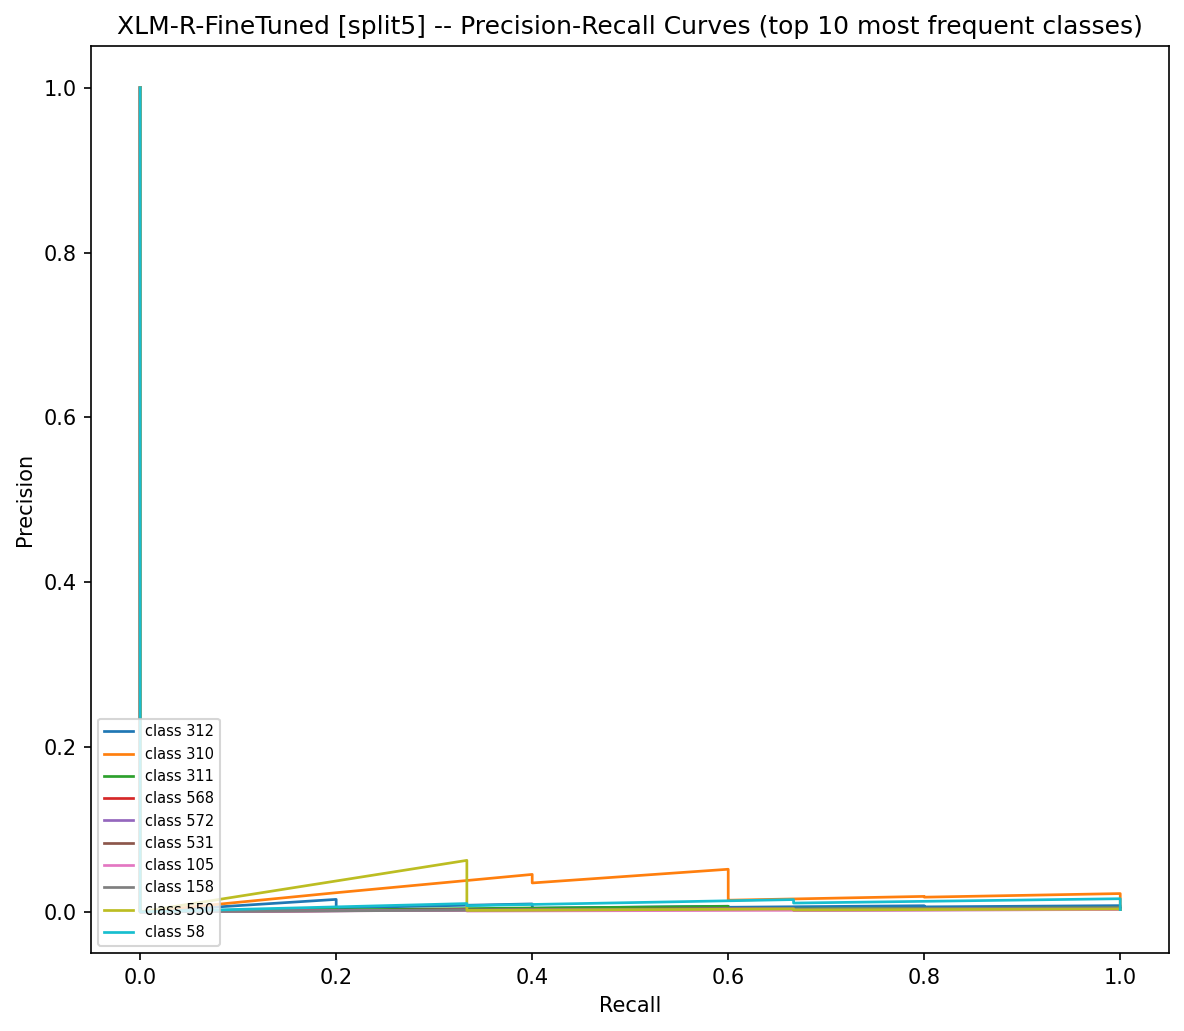 XLM-R-FineTuned [split5] -- Precision-Recall Curves (top 10 most frequent classes)
1.0
0.8
0.6
0.4
0.2
0.0
Precision
class 312
class 310
class 311
class 568
class 572
class 531
class 105
class 158
class 550
class 58
0.0 0.2 0.4 0.6 0.8 1.0
Recall